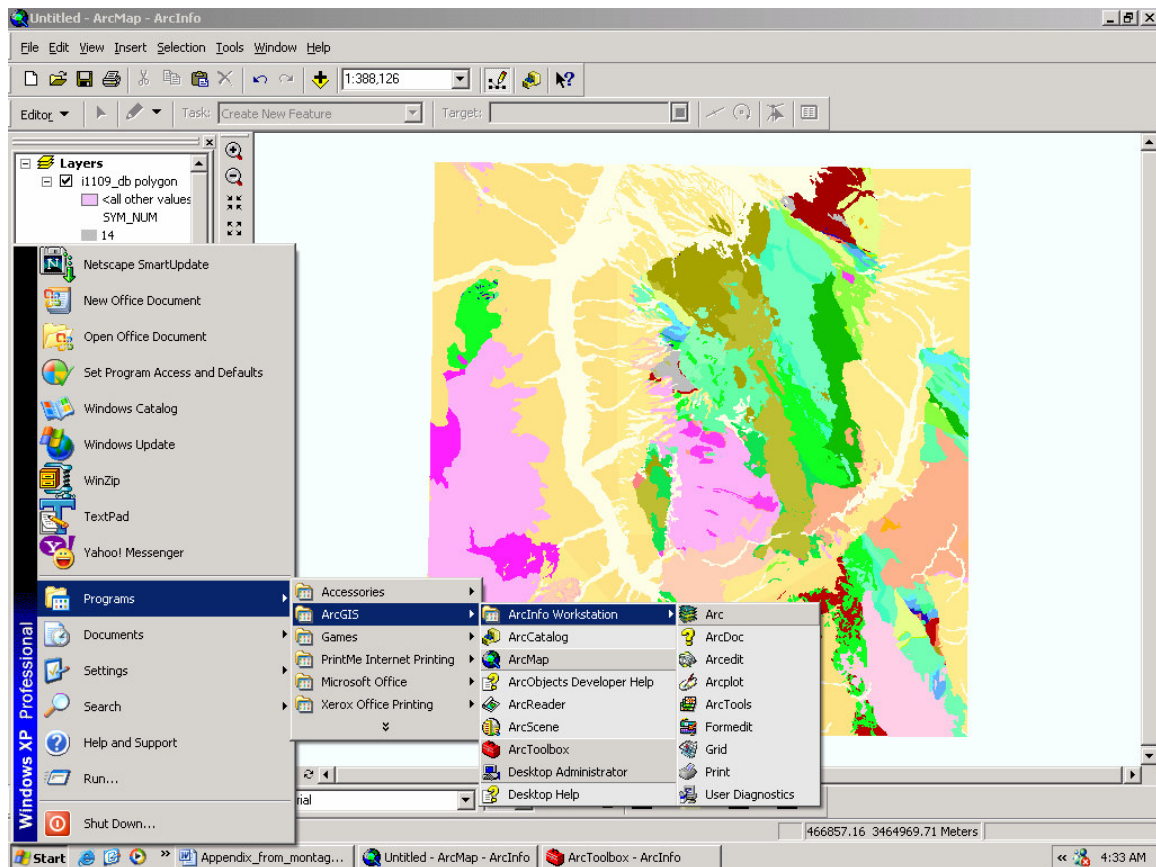 Untitled - ArcMap - ArcInfo
File Edit View Insert Selection Tools Window Help
1:388,126
Editor Task: Create New Feature Target:
Layers
i1109_db polygon
<all other values
SYM_NUM
14
Netscape SmartUpdate
New Office Document
Open Office Document
Set Program Access and Defaults
Windows Catalog
Windows Update
WinZip
TextPad
Yahoo! Messenger
Programs
Documents
Settings
Search
Help and Support
Run...
Shut Down...
Windows XP Professional
Accessories
ArcGIS
Games
PrintMe Internet Printing
Microsoft Office
Xerox Office Printing
ArcInfo Workstation
ArcCatalog
ArcMap
ArcObjects Developer Help
ArcReader
ArcScene
ArcToolbox
Desktop Administrator
Desktop Help
Arc
ArcDoc
Arcedit
Arcplot
ArcTools
Formedit
Grid
Print
User Diagnostics
rial
466857.16 3464969.71 Meters
Start
Appendix_from_montag...
Untitled - ArcMap - ArcInfo
ArcToolbox - ArcInfo
4:33 AM